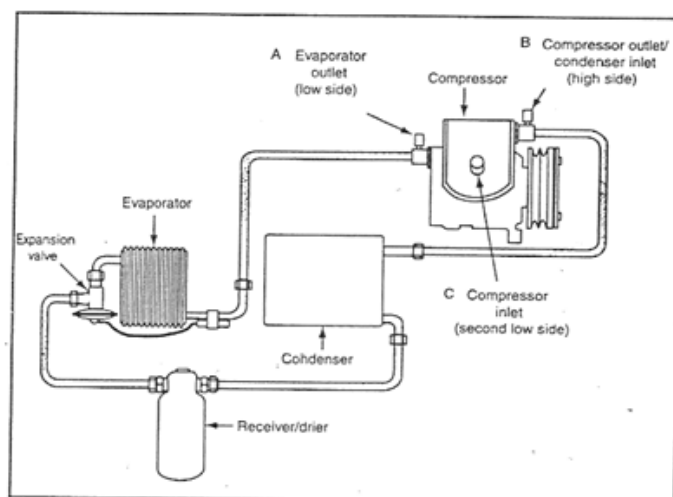 A Evaporator
outlet
(low side)
B Compressor outlet/
condenser inlet
(high side)
Compressor
Evaporator
Expansion
valve
C Compressor
inlet
(second low side)
Cohdenser
Receiver/drier